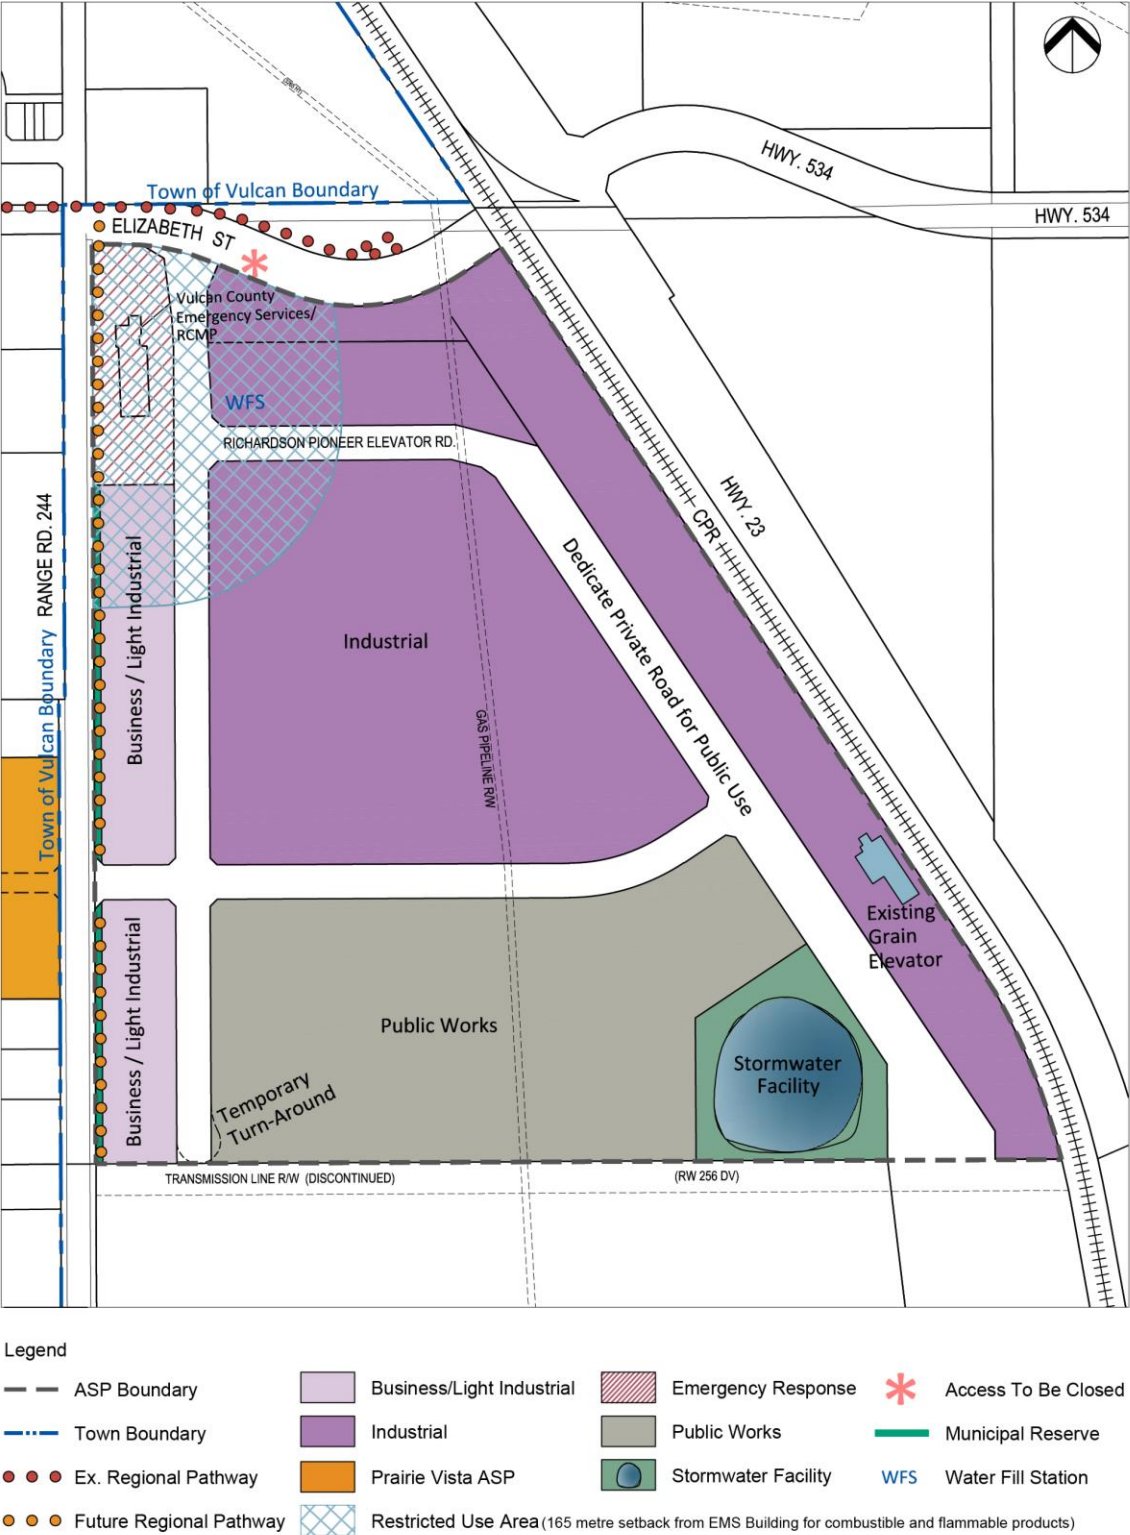 HWY. 534
HWY. 534
Town of Vulcan Boundary
ELIZABETH ST
Vulcan County
Emergency Services/
RCMP
WFS
RICHARDSON PIONEER ELEVATOR RD.
HWY. 23
CPR
RANGE RD. 244
Town of Vulcan Boundary
Business / Light Industrial
Industrial
Dedicate Private Road for Public Use
GAS PIPELINE R/W
Existing
Grain
Elevator
Business / Light Industrial
Public Works
Stormwater
Facility
Temporary
Turn-Around
TRANSMISSION LINE R/W (DISCONTINUED)
(RW 256 DV)
Legend
ASP Boundary
Town Boundary
Ex. Regional Pathway
Future Regional Pathway
Business/Light Industrial
Industrial
Prairie Vista ASP
Restricted Use Area (165 metre setback from EMS Building for combustible and flammable products)
Emergency Response
Public Works
Stormwater Facility
Access To Be Closed
Municipal Reserve
WFS Water Fill Station